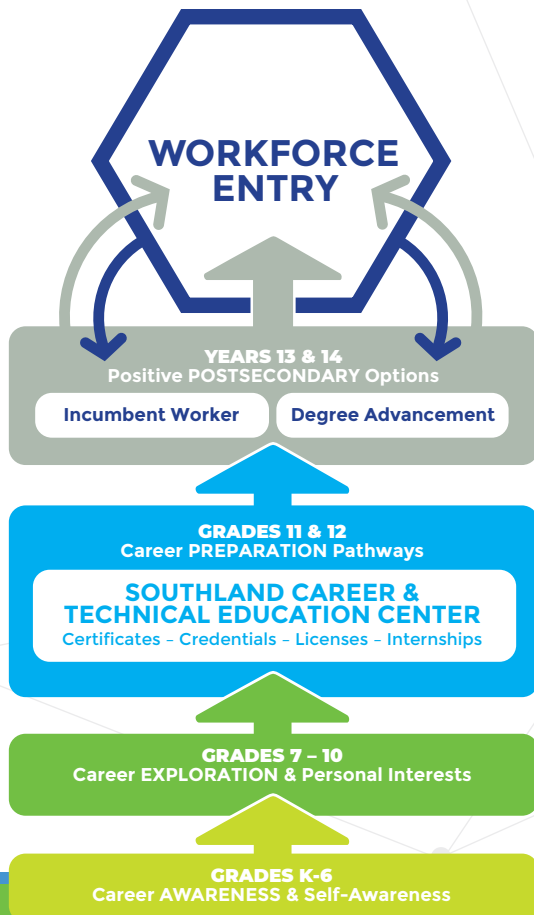 WORKFORCE
ENTRY
YEARS 13 & 14
Positive POSTSECONDARY Options
Incumbent Worker
Degree Advancement
GRADES 11 & 12
Career PREPARATION Pathways
SOUTHLAND CAREER &
TECHNICAL EDUCATION CENTER
Certificates – Credentials – Licenses – Internships
GRADES 7 – 10
Career EXPLORATION & Personal Interests
GRADES K-6
Career AWARENESS & Self-Awareness